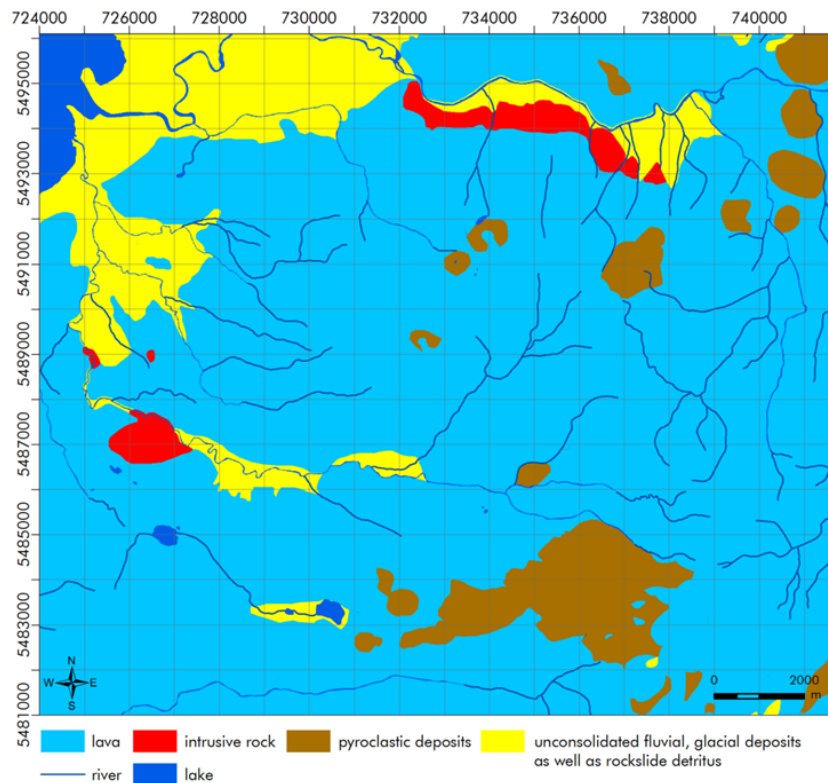 724000 726000 728000 730000 732000 734000 736000 738000 740000
5495000
5493000
5491000
5489000
5487000
5485000
5483000
5481000
N
W E
S
0 2000
m
lava intrusive rock pyroclastic deposits unconsolidated fluvial, glacial deposits
as well as rockslide detritus
river lake